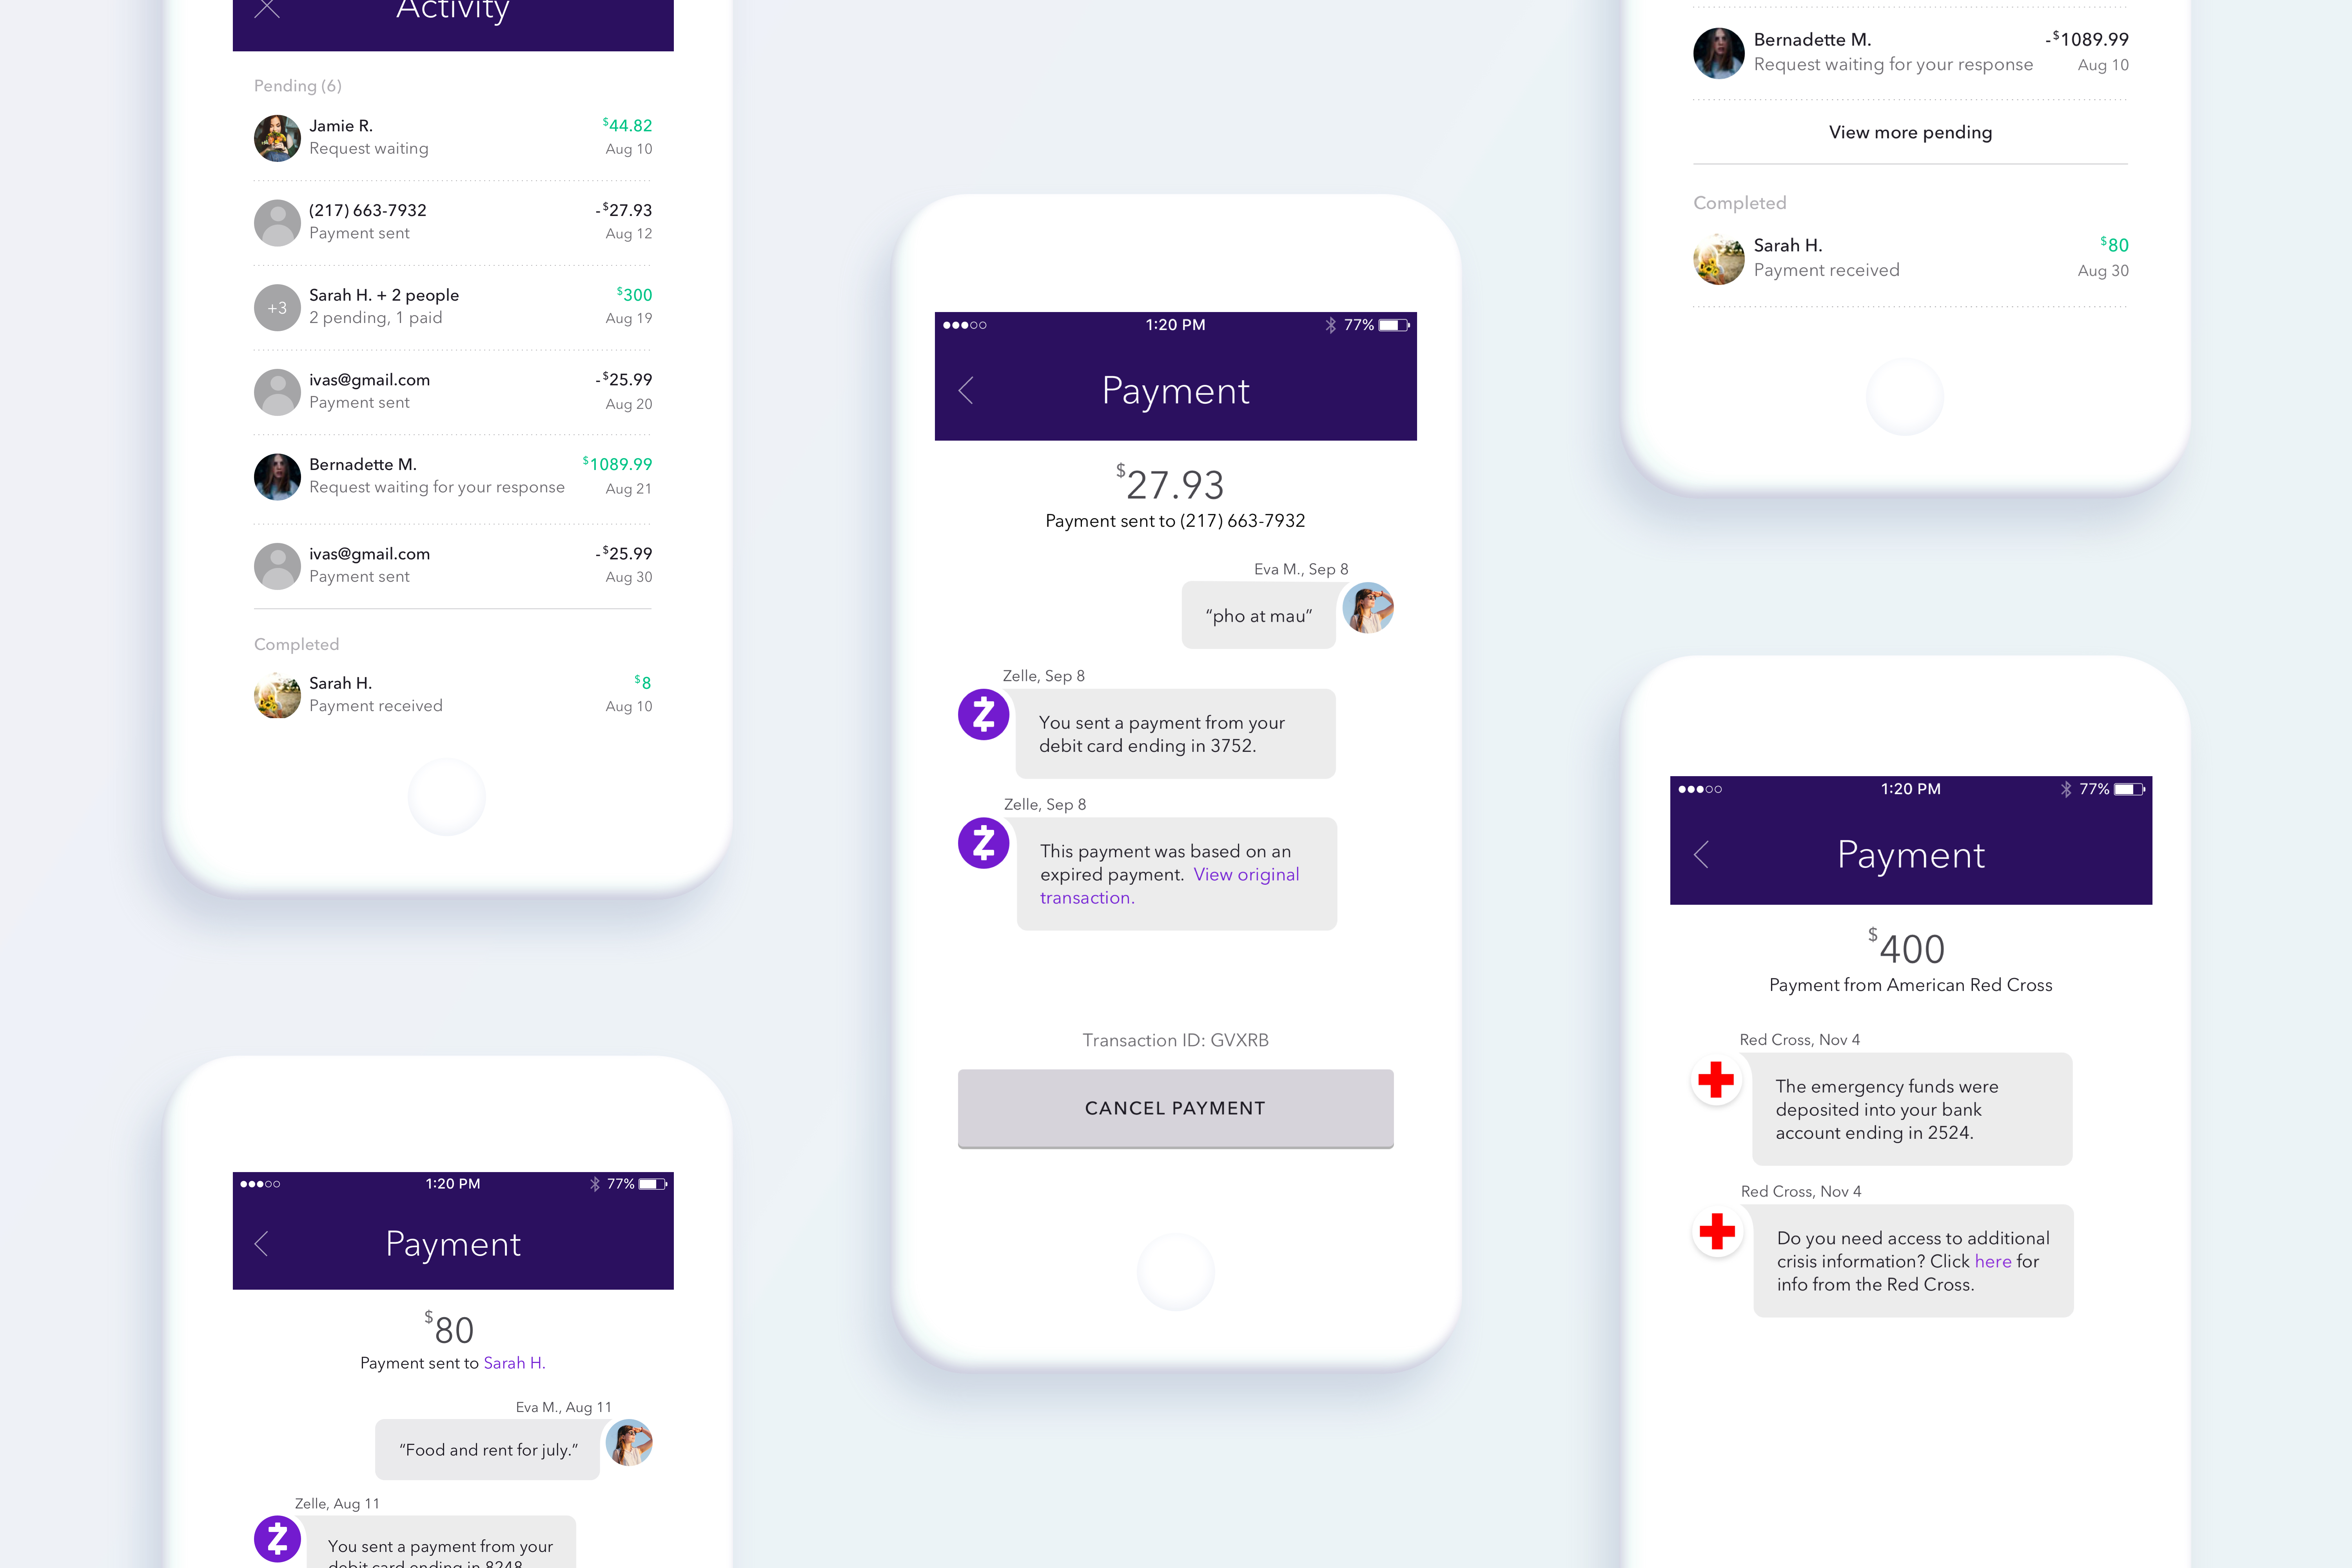 Activity
Pending (6)
Jamie R. $44.82
Request waiting Aug 10
(217) 663-7932 -$27.93
Payment sent Aug 12
+3 Sarah H. + 2 people $300
2 pending, 1 paid Aug 19
ivas@gmail.com -$25.99
Payment sent Aug 20
Bernadette M. $1089.99
Request waiting for your response Aug 21
ivas@gmail.com -$25.99
Payment sent Aug 30
Completed
Sarah H. $8
Payment received Aug 10
1:20 PM 77%
Payment
$80
Payment sent to Sarah H.
Eva M., Aug 11
“Food and rent for july.”
Zelle, Aug 11
You sent a payment from your
debit card ending in 8248
1:20 PM 77%
Payment
$27.93
Payment sent to (217) 663-7932
Eva M., Sep 8
“pho at mau”
Zelle, Sep 8
You sent a payment from your
debit card ending in 3752.
Zelle, Sep 8
This payment was based on an
expired payment. View original
transaction.
Transaction ID: GVXRB
CANCEL PAYMENT
Bernadette M. -$1089.99
Request waiting for your response Aug 10
View more pending
Completed
Sarah H. $80
Payment received Aug 30
1:20 PM 77%
Payment
$400
Payment from American Red Cross
Red Cross, Nov 4
The emergency funds were
deposited into your bank
account ending in 2524.
Red Cross, Nov 4
Do you need access to additional
crisis information? Click here for
info from the Red Cross.